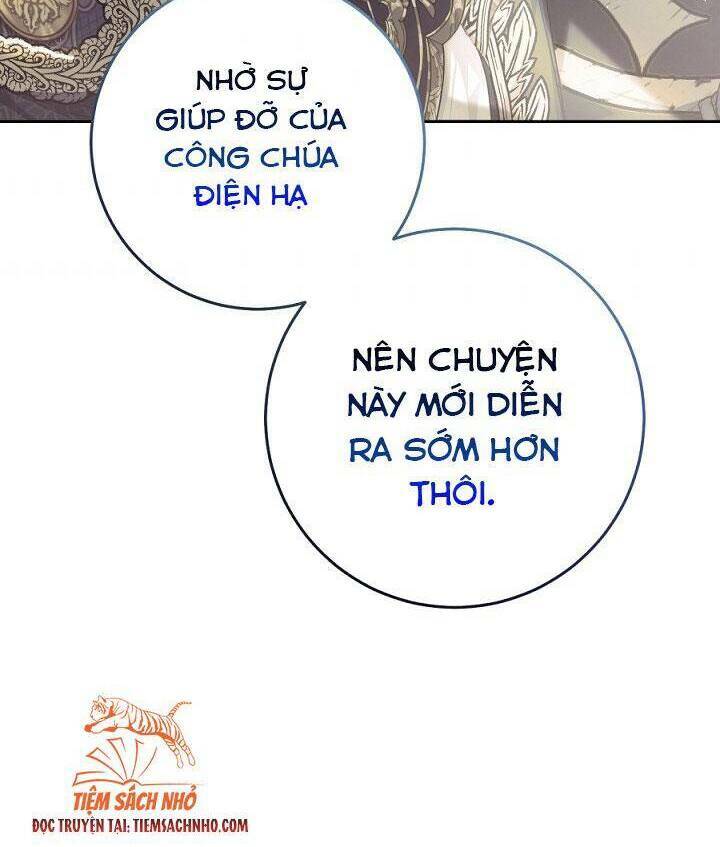 NHỜ SỰ
GIÚP ĐỠ CỦA
CÔNG CHÚA
ĐIỆN HẠ
NÊN CHUYỆN
NÀY MỚI DIỄN
RA SỚM HƠN
THÔI.
TIỆM SÁCH NHỎ
ĐỌC TRUYỆN TẠI: TIEMSACHNHO.COM